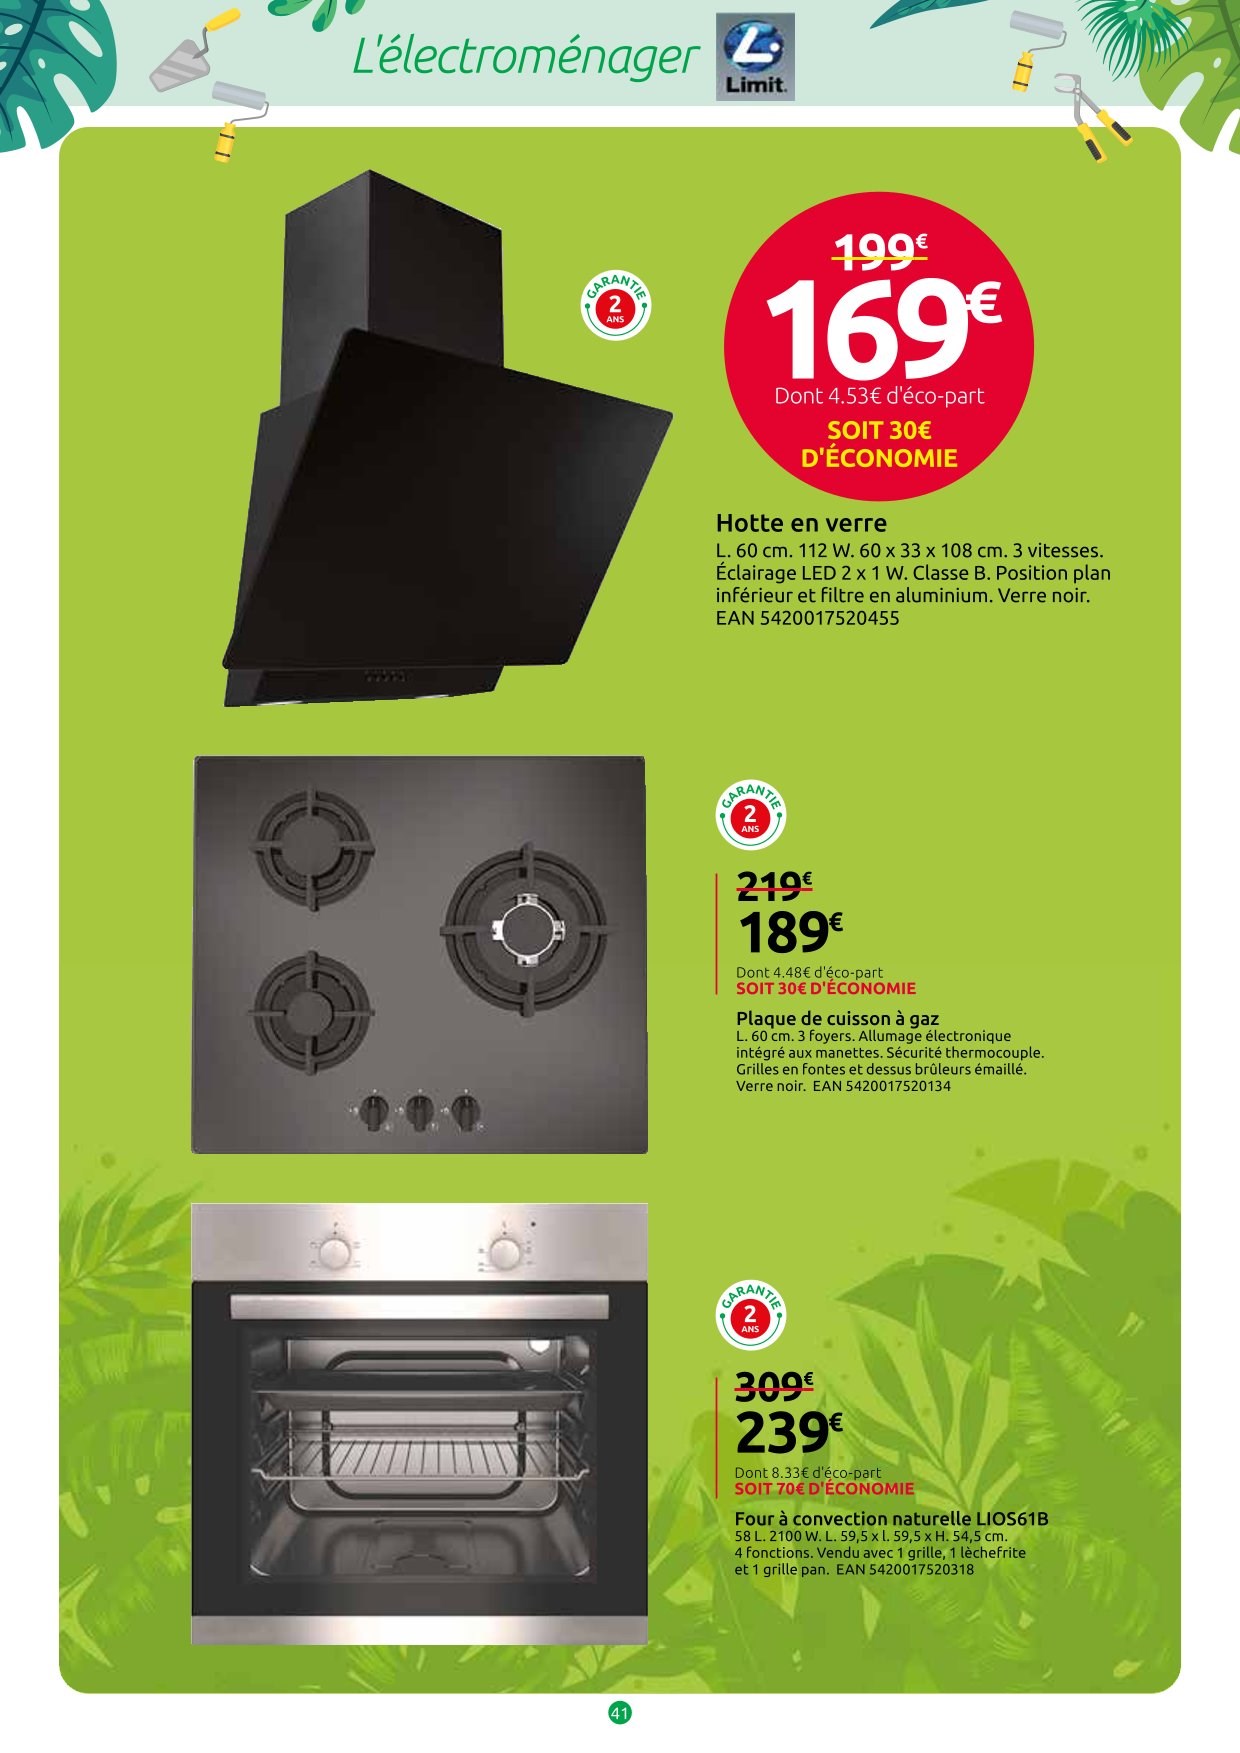 L'électroménager
Limit.
GARANTIE
2
ANS
199€
169€
Dont 4.53€ d'éco-part
SOIT 30€
D'ÉCONOMIE
Hotte en verre
L. 60 cm. 112 W. 60 x 33 x 108 cm. 3 vitesses.
Éclairage LED 2 x 1 W. Classe B. Position plan
inférieur et filtre en aluminium. Verre noir.
EAN 5420017520455
GARANTIE
2
ANS
219€
189€
Dont 4.48€ d'éco-part
SOIT 30€ D'ÉCONOMIE
Plaque de cuisson à gaz
L. 60 cm. 3 foyers. Allumage électronique
intégré aux manettes. Sécurité thermocouple.
Grilles en fontes et dessus brûleurs émaillé.
Verre noir. EAN 5420017520134
GARANTIE
2
ANS
309€
239€
Dont 8.33€ d'éco-part
SOIT 70€ D'ÉCONOMIE
Four à convection naturelle LIOS61B
58 L. 2100 W. L. 59,5 x l. 59,5 x H. 54,5 cm.
4 fonctions. Vendu avec 1 grille, 1 lèchefrite
et 1 grille pan. EAN 5420017520318
41